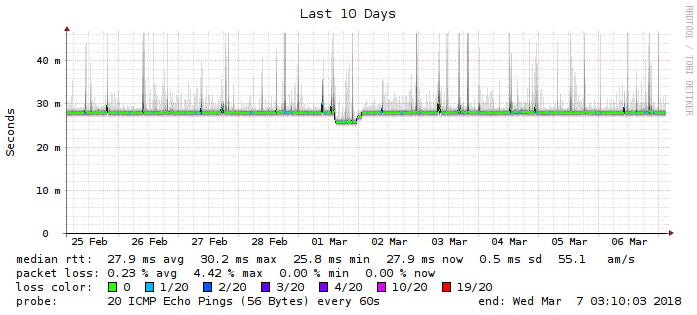 Last 10 Days
RRDTOOL / TOBI OETIKER
Seconds
40 m
30 m
20 m
10 m
0
25 Feb 26 Feb 27 Feb 28 Feb 01 Mar 02 Mar 03 Mar 04 Mar 05 Mar 06 Mar
median rtt: 27.9 ms avg 30.2 ms max 25.8 ms min 27.9 ms now 0.5 ms sd 55.1 am/s
packet loss: 0.23 % avg 4.42 % max 0.00 % min 0.00 % now
loss color: 0 1/20 2/20 3/20 4/20 10/20 19/20
probe: 20 ICMP Echo Pings (56 Bytes) every 60s end: Wed Mar 7 03:10:03 2018